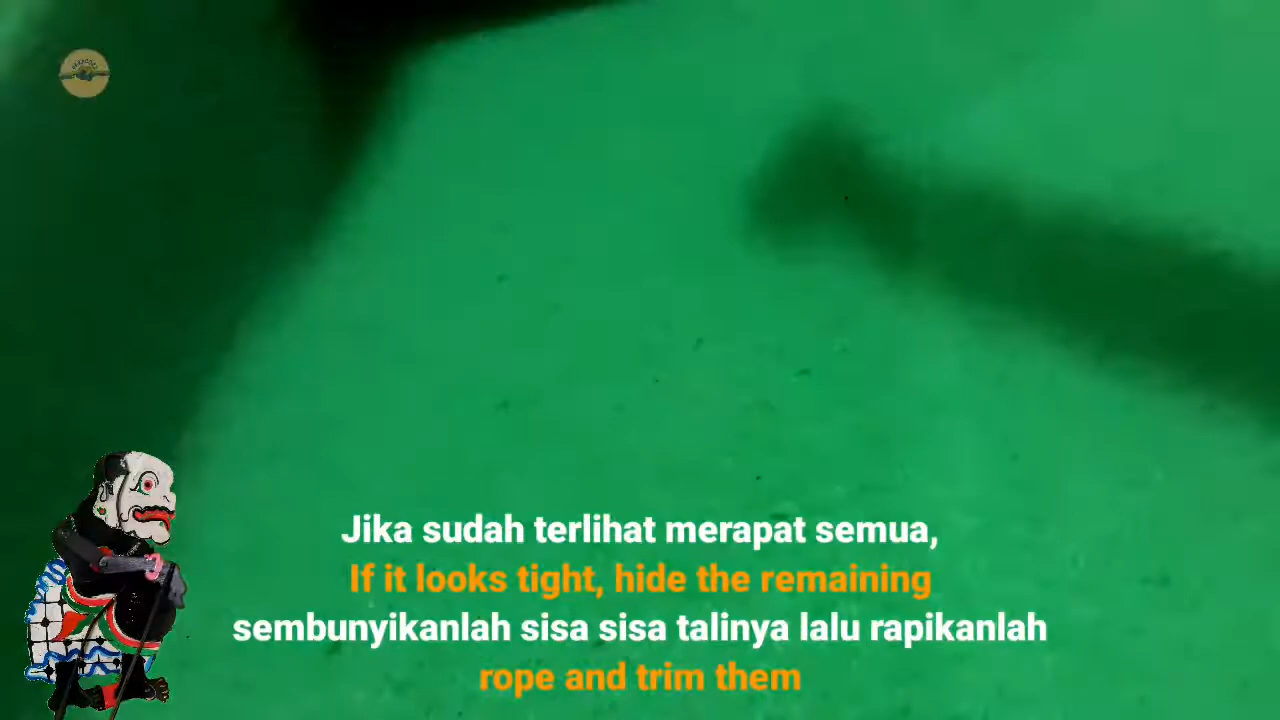 Jika sudah terlihat merapat semua,
If it looks tight, hide the remaining
sembunyikanlah sisa sisa talinya lalu rapikanlah
rope and trim them